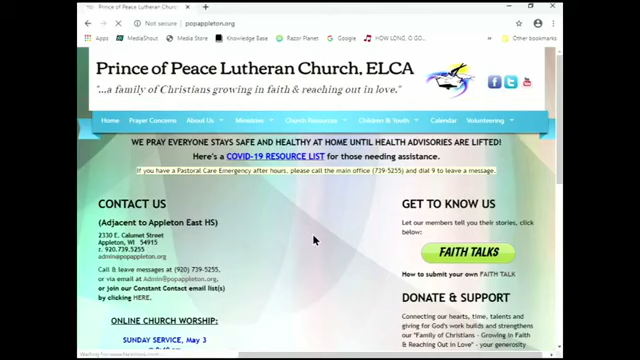 Prince of Peace Lutheran Church
Not secure | popappleton.org
Apps MediaShout Media Store Knowledge Base Razor Planet Google HOW, O GO... Other bookmarks
Prince of Peace Lutheran Church, ELCA
"...a family of Christians growing in faith & reaching out in love."
Home Prayer Concerns About Us Ministries Church Resources Children & Youth Calendar Volunteering
WE PRAY EVERYONE STAYS SAFE AND HEALTHY AT HOME UNTIL HEALTH ADVISORIES ARE LIFTED!
Here's a COVID-19 RESOURCE LIST for those needing assistance.
If you have a Pastoral Care Emergency after hours, please call the main office (739-5255) and dial 9 to leave a message.
CONTACT US
(Adjacent to Appleton East HS)
2330 E. Calumet Street
Appleton, WI 54915
t. 920.739.5255
admin@popappleton.org
Call & leave messages at (920) 739-5255,
or via email at Admin@popappleton.org,
or join our Constant Contact email list(s)
by clicking HERE.
ONLINE CHURCH WORSHIP:
SUNDAY SERVICE, May 3
GET TO KNOW US
Let our members tell you their stories, click
below:
FAITH TALKS
How to submit your own FAITH TALK
DONATE & SUPPORT
Connecting our hearts, time, talents and
giving for God's work builds and strengthens
our "Family of Christians - Growing in Faith
& Reaching Out in Love" - your generosity